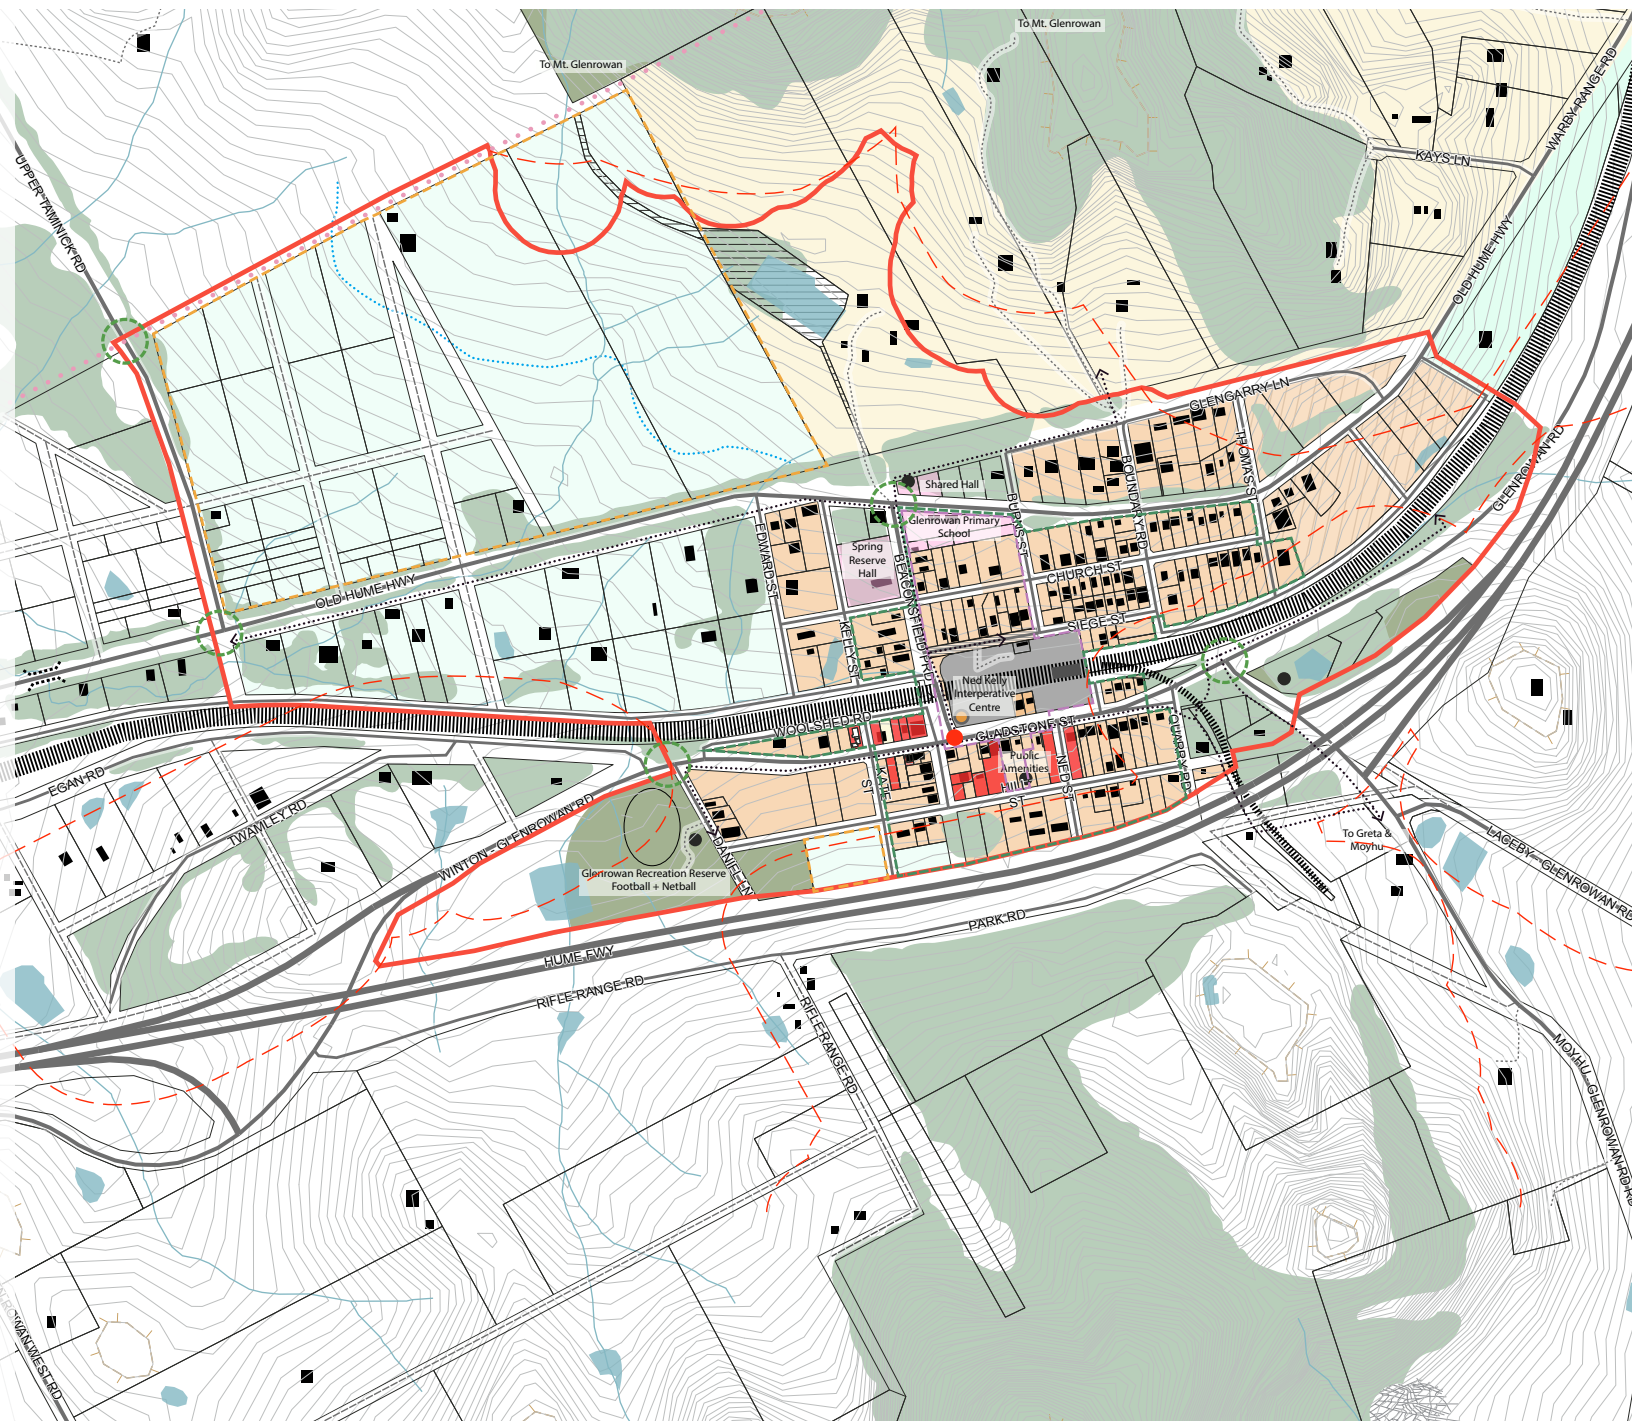 To Mt. Glenrowan
To Mt. Glenrowan
WARBY RANGE RD
KAYS LN
UPPER TAMINICK RD
OLD HUME HWY
GLENGARRY LN
THOMAS S
BOUNDARY RD
GLENROWAN RD
Shared Hall
BURNS ST
Glenrowan Primary
School
EDWARD ST
Spring
Reserve
Hall
BEACONSFIELD PRD
CHURCH ST
OLD HUME HWY
SIEGE ST
KELLY ST
Ned Kelly
Interperative
Centre
WOOLSHED RD
GLADSTONE ST
QUARRY RD
Public
Amenities
NED ST
KATE
ST
Hill
ST
EGAN RD
TWAMLEY RD
WINTON - GLENROWAN RD
DANIEL LN
To Greta &
Moyhu
LACEBY - GLENROWAN RD
Glenrowan Recreation Reserve
Football + Netball
PARK RD
HUME FWY
RIFLE RANGE RD
RIFLE RANGE RD
MOYHU - GLENROWAN RD
WAN WEST RD